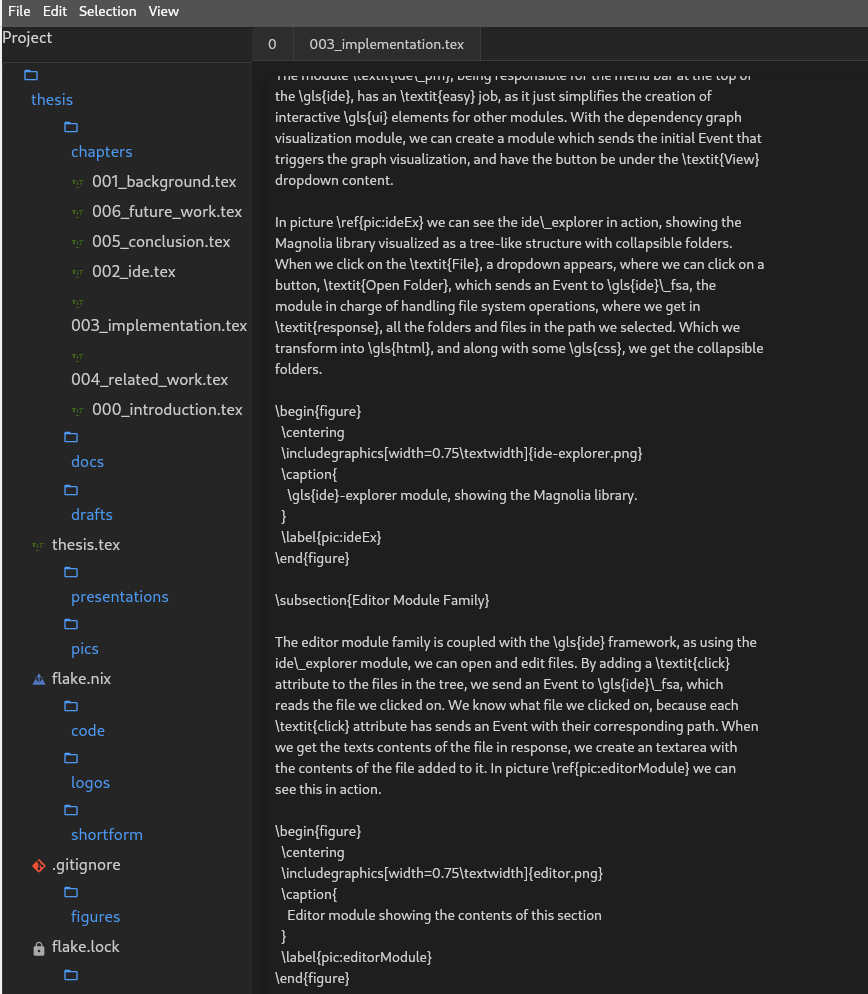 File Edit Selection View
Project
thesis
chapters
001_background.tex
006_future_work.tex
005_conclusion.tex
002_ide.tex
003_implementation.tex
004_related_work.tex
000_introduction.tex
docs
drafts
thesis.tex
presentations
pics
flake.nix
code
logos
shortform
.gitignore
figures
flake.lock
0 003_implementation.tex
The module \textit{ide\_pm}, being responsible for the menu bar at the top of
the \gls{ide}, has an \textit{easy} job, as it just simplifies the creation of
interactive \gls{ui} elements for other modules. With the dependency graph
visualization module, we can create a module which sends the initial Event that
triggers the graph visualization, and have the button be under the \textit{View}
dropdown content.
In picture \ref{pic:ideEx} we can see the ide\_explorer in action, showing the
Magnolia library visualized as a tree-like structure with collapsible folders.
When we click on the \textit{File}, a dropdown appears, where we can click on a
button, \textit{Open Folder}, which sends an Event to \gls{ide}\_fsa, the
module in charge of handling file system operations, where we get in
\textit{response}, all the folders and files in the path we selected. Which we
transform into \gls{html}, and along with some \gls{css}, we get the collapsible
folders.
\begin{figure}
\centering
\includegraphics[width=0.75\textwidth]{ide-explorer.png}
\caption{
\gls{ide}-explorer module, showing the Magnolia library.
}
\label{pic:ideEx}
\end{figure}
\subsection{Editor Module Family}
The editor module family is coupled with the \gls{ide} framework, as using the
ide\_explorer module, we can open and edit files. By adding a \textit{click}
attribute to the files in the tree, we send an Event to \gls{ide}\_fsa, which
reads the file we clicked on. We know what file we clicked on, because each
\textit{click} attribute has sends an Event with their corresponding path. When
we get the texts contents of the file in response, we create an textarea with
the contents of the file added to it. In picture \ref{pic:editorModule} we can
see this in action.
\begin{figure}
\centering
\includegraphics[width=0.75\textwidth]{editor.png}
\caption{
Editor module showing the contents of this section
}
\label{pic:editorModule}
\end{figure}